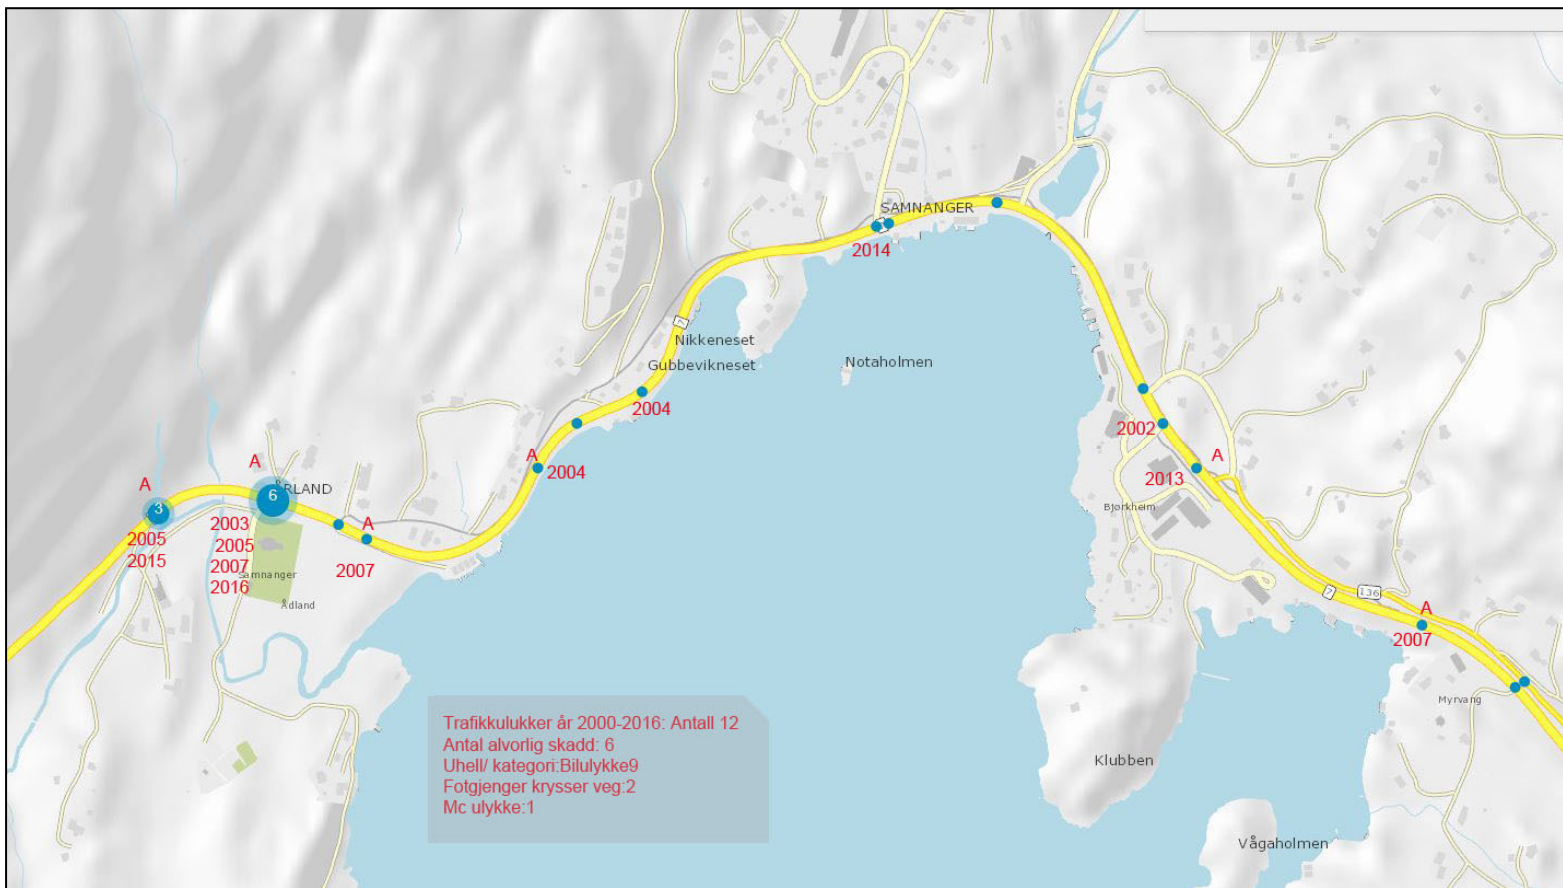 SAMNANGER
2014
7
Nikkeneset
Gubbevikneset
Notaholmen
2004
2002
A
2013
Bjørkheim
A
2004
A
A
3
6
ÅRLAND
2003
2005
2005
2015
2007
2016
A
2007
Samnanger
Ådland
7
136
A
2007
Myrvang
Trafikkulukker år 2000-2016: Antall 12
Antal alvorlig skadd: 6
Uhell/ kategori:Bilulykke9
Fotgjenger krysser veg:2
Mc ulykke:1
Klubben
Vågaholmen